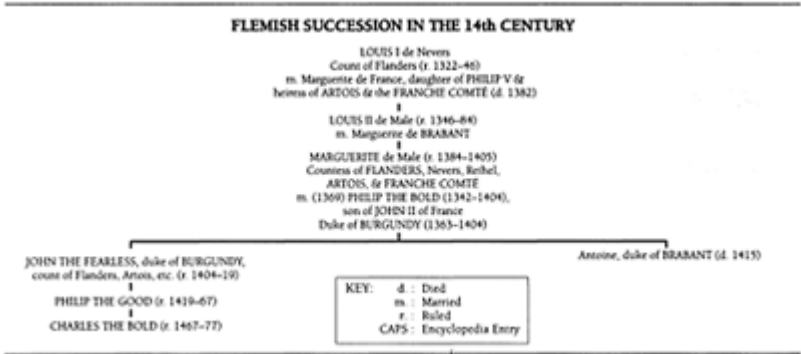 FLEMISH SUCCESSION IN THE 14th CENTURY
LOUIS I de Nevers
Count of Flanders (r. 1322–46)
m. Marguerite de France, daughter of PHILIP V &
heiress of ARTOIS & the FRANCHE COMTÉ (d. 1382)
LOUIS II de Male (r. 1346–84)
m. Marguerite de BRABANT
MARGUERITE de Male (r. 1384–1405)
Countess of FLANDERS, Nevers, Rethel,
ARTOIS, & FRANCHE COMTÉ
m. (1369) PHILIP THE BOLD (1342–1404),
son of JOHN II of France
Duke of BURGUNDY (1363–1404)
JOHN THE FEARLESS, duke of BURGUNDY,
count of Flanders, Artois, etc. (r. 1404–19)
PHILIP THE GOOD (r. 1419–67)
CHARLES THE BOLD (r. 1467–77)
Antoine, duke of BRABANT (d. 1415)
KEY: d. : Died
m. : Married
r. : Ruled
CAPS : Encyclopedia Entry